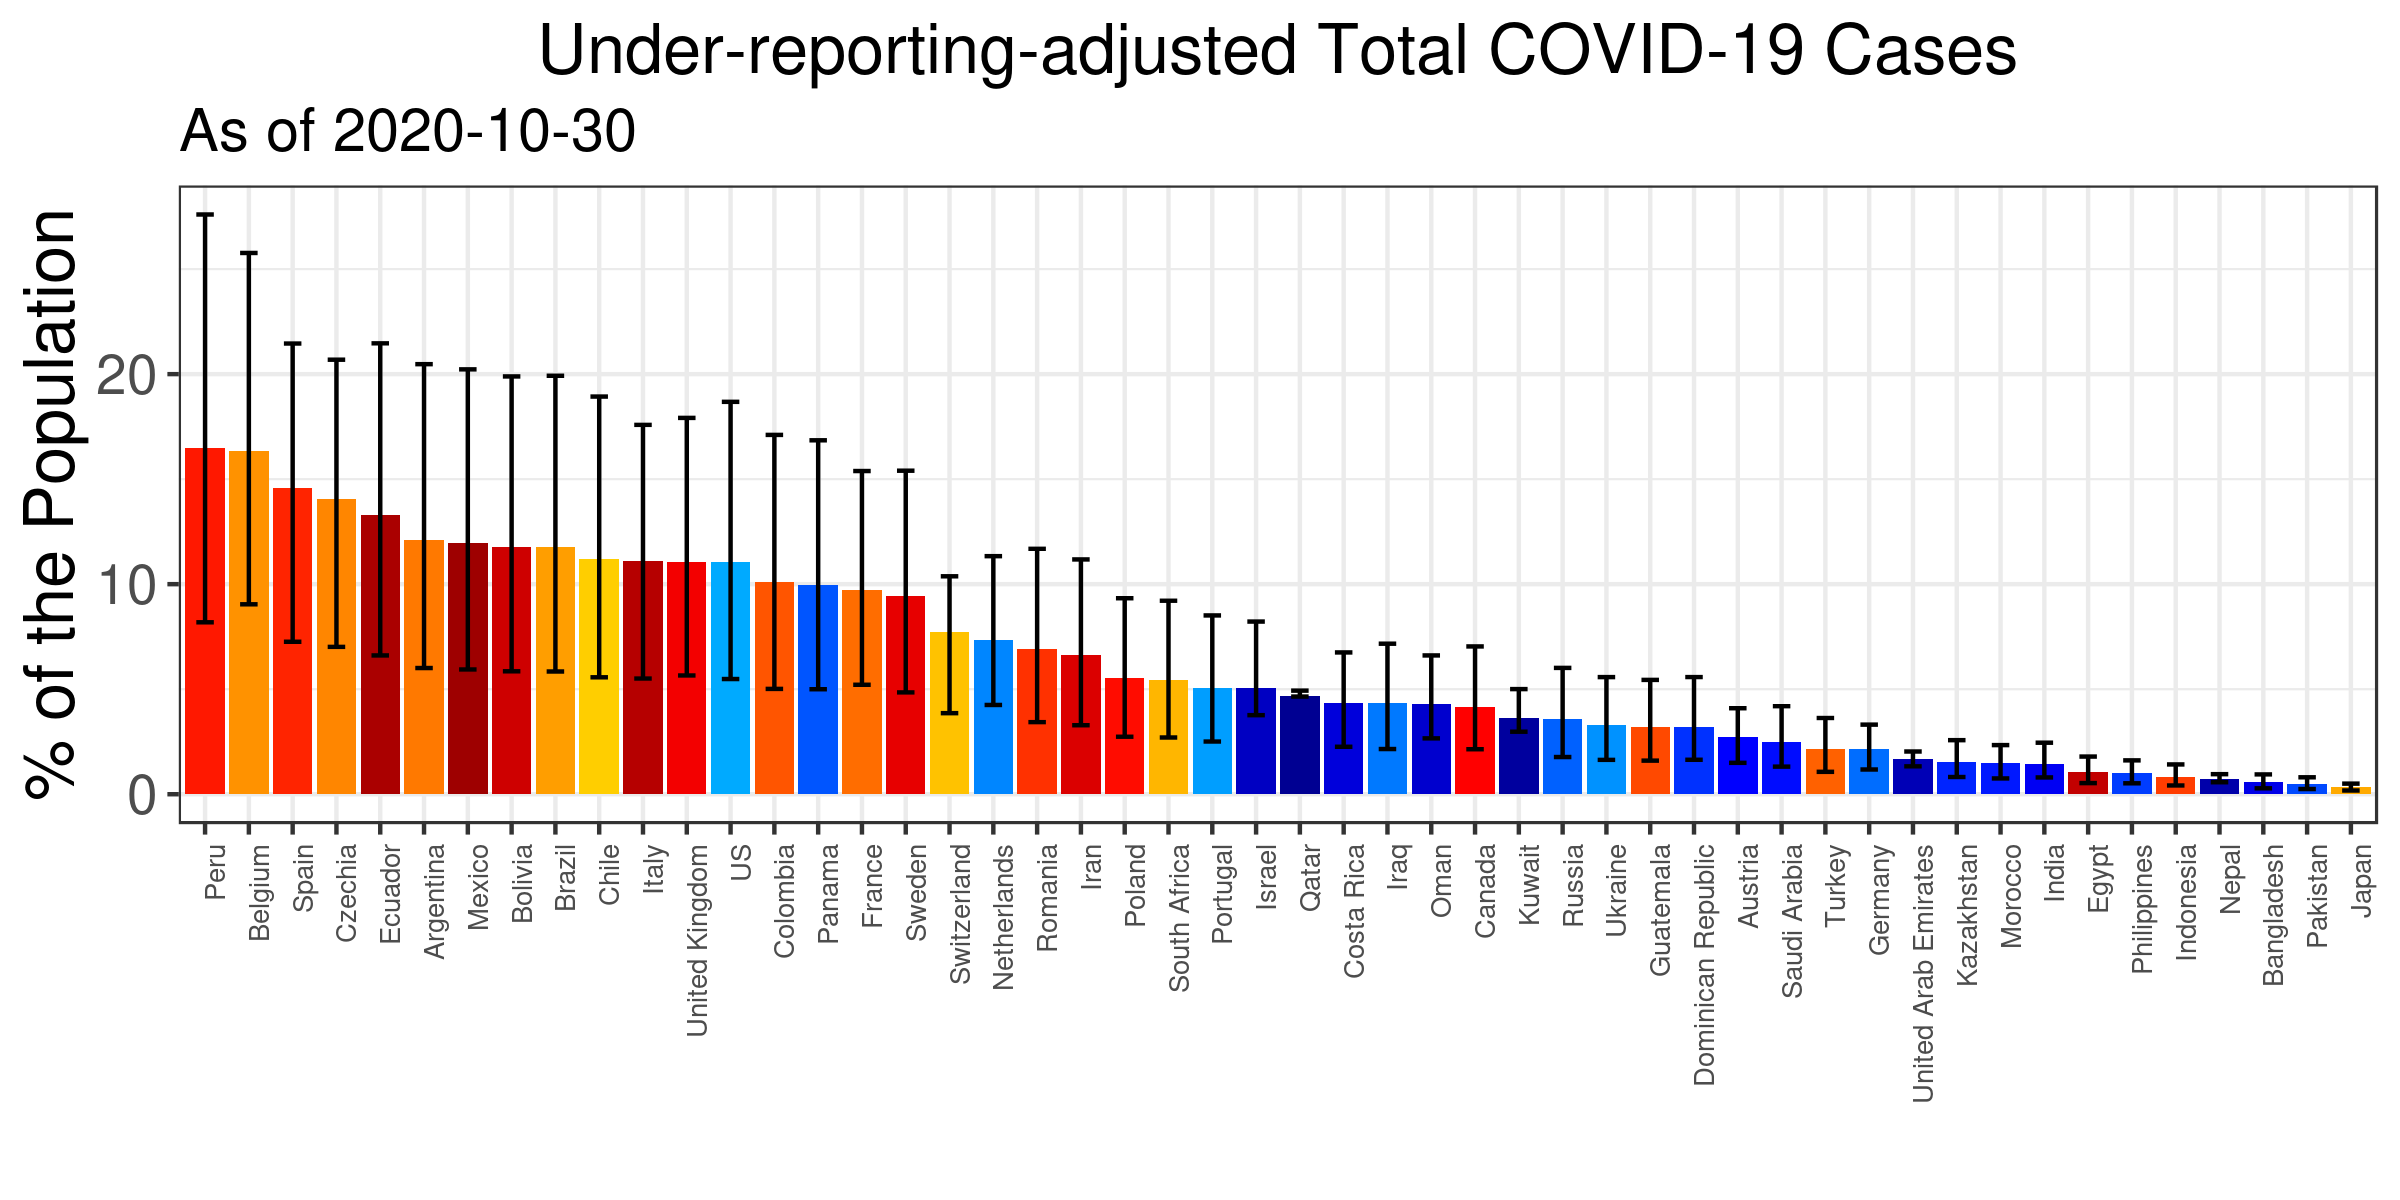 Under-reporting-adjusted Total COVID-19 Cases
As of 2020-10-30
% of the Population
20
10
0
Peru
Belgium
Spain
Czechia
Ecuador
Argentina
Mexico
Bolivia
Brazil
Chile
Italy
United Kingdom
US
Colombia
Panama
France
Sweden
Switzerland
Netherlands
Romania
Iran
Poland
South Africa
Portugal
Israel
Qatar
Costa Rica
Iraq
Oman
Canada
Kuwait
Russia
Ukraine
Guatemala
Dominican Republic
Austria
Saudi Arabia
Turkey
Germany
United Arab Emirates
Kazakhstan
Morocco
India
Egypt
Philippines
Indonesia
Nepal
Bangladesh
Pakistan
Japan